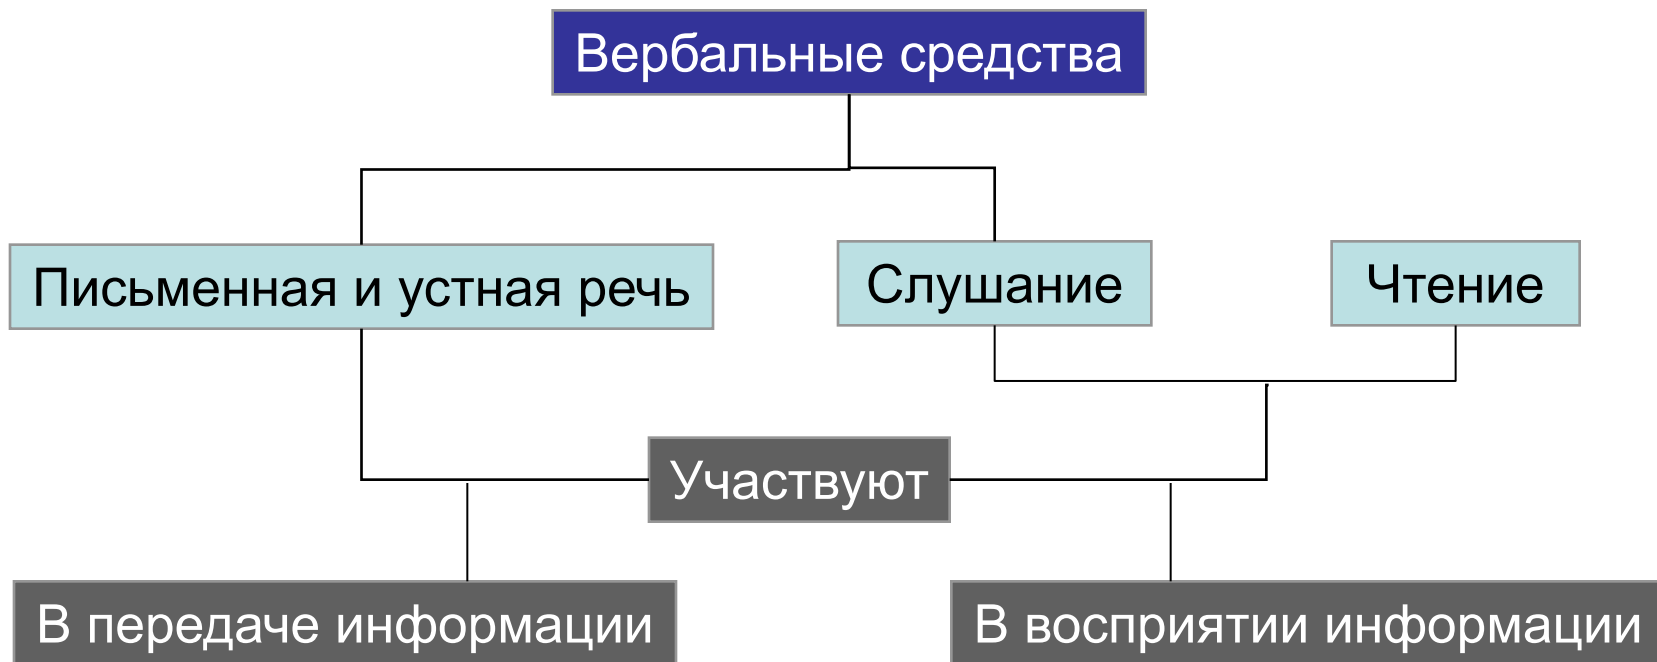 Вербальные средства
Письменная и устная речь
Слушание
Чтение
Участвуют
В передаче информации
В восприятии информации